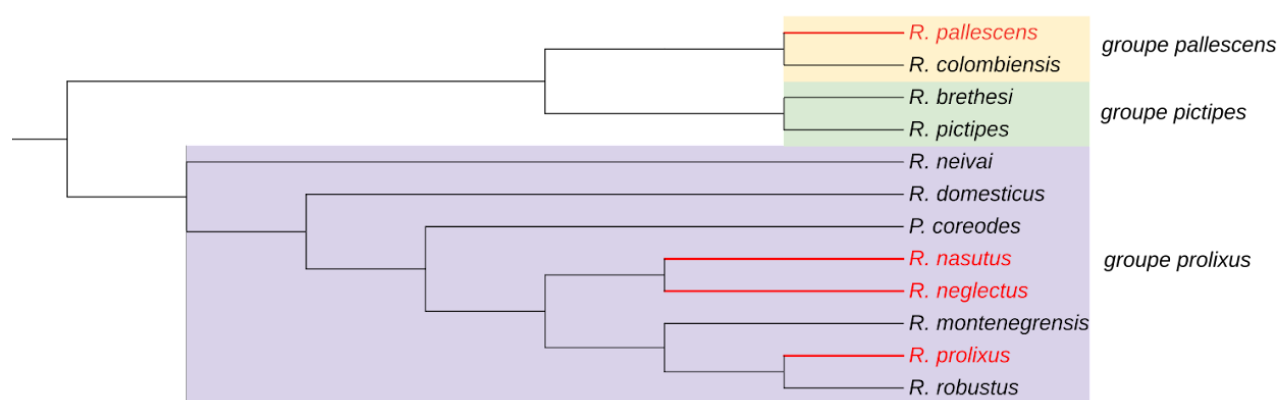 R. pallescens
groupe pallescens
R. colombiensis
R. brethesi
groupe pictipes
R. pictipes
R. neivai
R. domesticus
P. coreodes
R. nasutus
groupe prolixus
R. neglectus
R. montenegrensis
R. prolixus
R. robustus